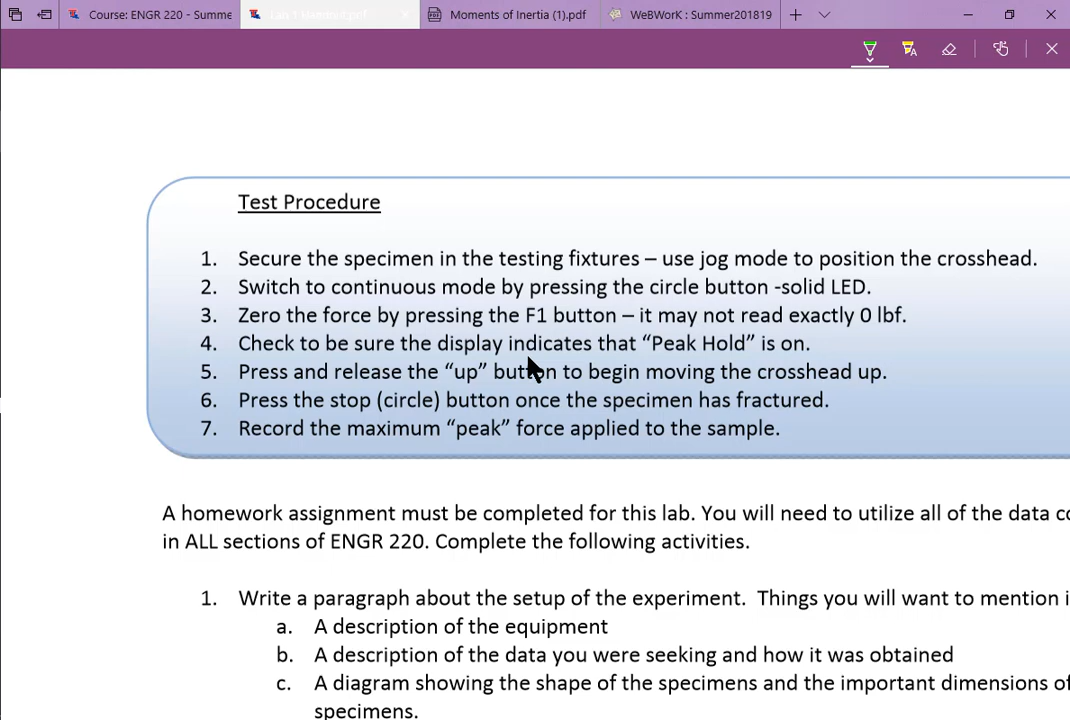 Course: ENGR 220 - Summe
Lab 1 Handout.pdf
Moments of Inertia (1).pdf
WeBWorK : Summer201819
Test Procedure
1. Secure the specimen in the testing fixtures – use jog mode to position the crosshead.
2. Switch to continuous mode by pressing the circle button -solid LED.
3. Zero the force by pressing the F1 button – it may not read exactly 0 lbf.
4. Check to be sure the display indicates that “Peak Hold” is on.
5. Press and release the “up” button to begin moving the crosshead up.
6. Press the stop (circle) button once the specimen has fractured.
7. Record the maximum “peak” force applied to the sample.
A homework assignment must be completed for this lab. You will need to utilize all of the data co
in ALL sections of ENGR 220. Complete the following activities.
1. Write a paragraph about the setup of the experiment. Things you will want to mention i
a. A description of the equipment
b. A description of the data you were seeking and how it was obtained
c. A diagram showing the shape of the specimens and the important dimensions of
specimens.